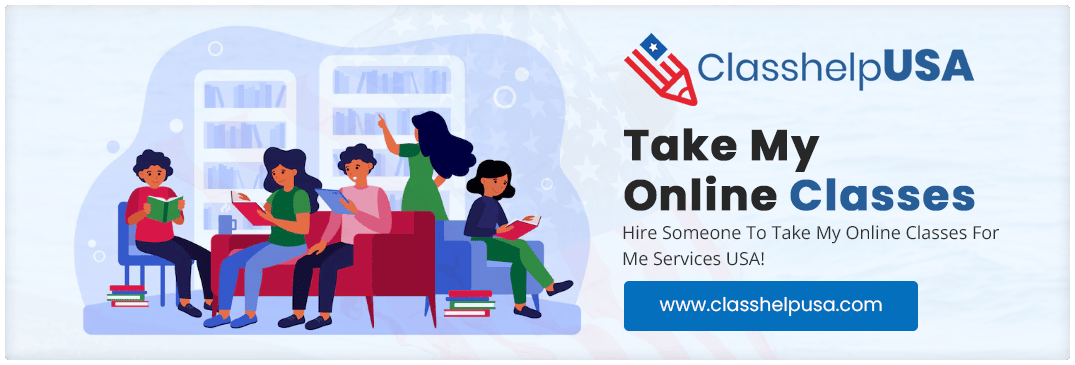 ClasshelpUSA
Take My
Online Classes
Hire Someone To Take My Online Classes For
Me Services USA!
www.classhelpusa.com